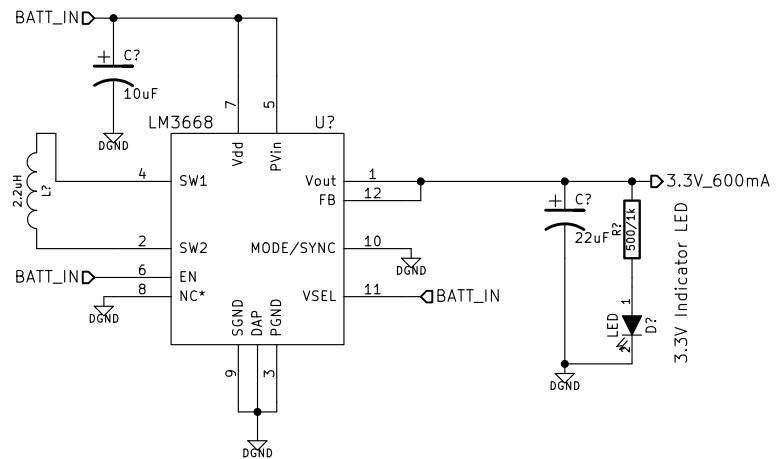 BATT_IN
C?
10uF
DGND
7
5
LM3668
U?
Vdd
PVin
2.2uH
L?
4
SW1
Vout
1
3.3V_600mA
FB
12
C?
22uF
R?
500/1k
2
SW2
MODE/SYNC
10
DGND
BATT_IN
6
EN
8
NC*
DGND
VSEL
11
BATT_IN
SGND
DAP
PGND
9
3
DGND
1
LED
D?
2
3.3V Indicator LED
DGND